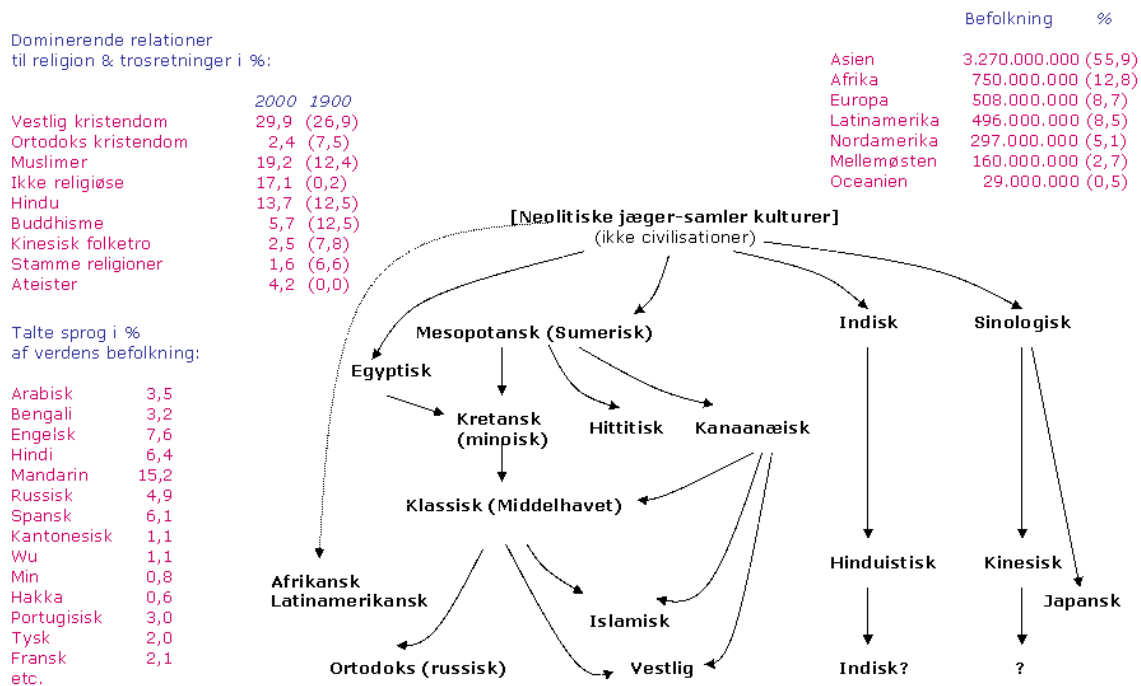 Dominerende relationer
til religion & trosretninger i %:
2000 1900
Vestlig kristendom 29,9 (26,9)
Ortodoks kristendom 2,4 (7,5)
Muslimer 19,2 (12,4)
Ikke religiøse 17,1 (0,2)
Hindu 13,7 (12,5)
Buddhisme 5,7 (12,5)
Kinesisk folketro 2,5 (7,8)
Stamme religioner 1,6 (6,6)
Ateister 4,2 (0,0)
Talte sprog i %
af verdens befolkning:
Arabisk 3,5
Bengali 3,2
Engelsk 7,6
Hindi 6,4
Mandarin 15,2
Russisk 4,9
Spansk 6,1
Kantonesisk 1,1
Wu 1,1
Min 0,8
Hakka 0,6
Portugisisk 3,0
Tysk 2,0
Fransk 2,1
etc.
Befolkning %
Asien 3.270.000.000 (55,9)
Afrika 750.000.000 (12,8)
Europa 508.000.000 (8,7)
Latinamerika 496.000.000 (8,5)
Nordamerika 297.000.000 (5,1)
Mellemøsten 160.000.000 (2,7)
Oceanien 29.000.000 (0,5)
[Neolitiske jæger-samler kulturer]
(ikke civilisationer)
Mesopotansk (Sumerisk)
Indisk
Sinologisk
Egyptisk
Kretansk
(minoisk)
Hittitisk
Kanaanæisk
Klassisk (Middelhavet)
Hinduistisk
Kinesisk
Afrikansk
Latinamerikansk
Japansk
Islamisk
Ortodoks (russisk)
Vestlig
Indisk?
?